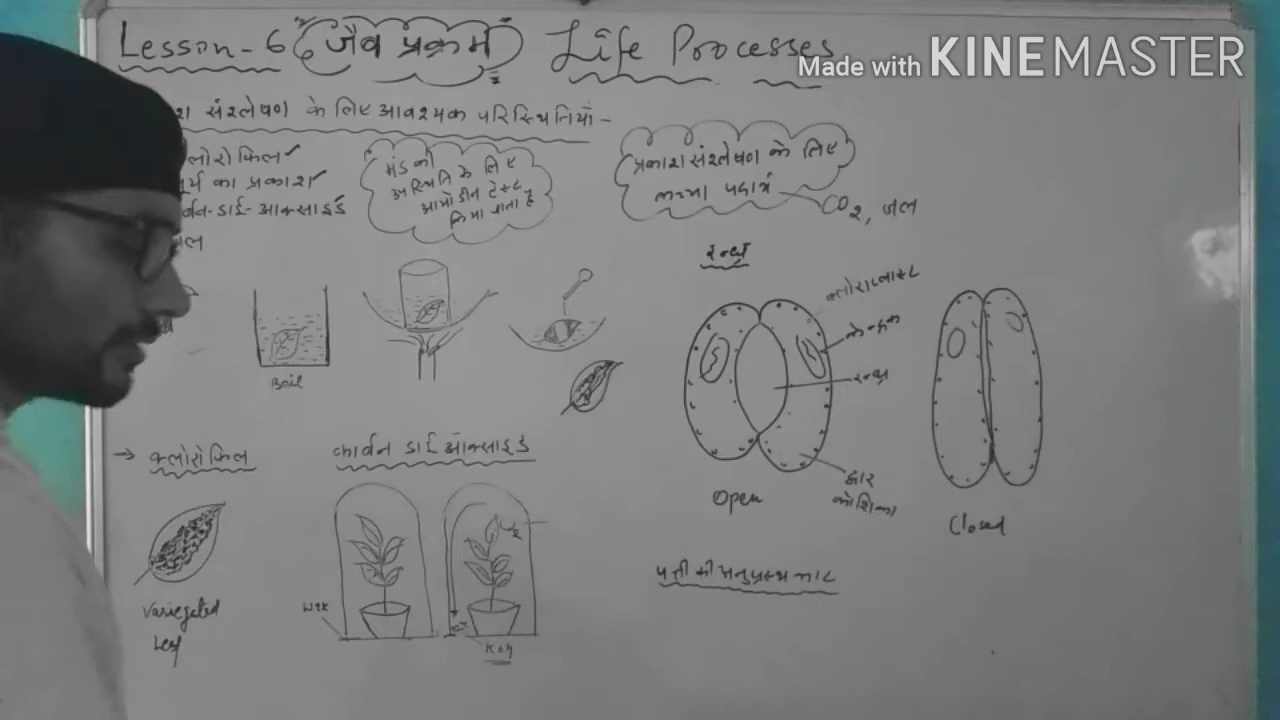 Lesson-6 जैव प्रक्रम Life Processes
Made with KINEMASTER
संश्लेषण के लिए आवश्यक परिस्थितियाँ -
लोरोफिल ✓
का प्रकाश ✓
र्बन-डाई-आक्साइड
मंड की
के लिए
आयोडीन टेस्ट
किया जाता है
प्रकाश संश्लेषण के लिए
कच्चा पदार्थ
CO2, जल
रन्ध्र
क्लोरोप्लास्ट
केन्द्रक
रन्ध्र
द्वार
कोशिका
Open
Closed
Boil
→ क्लोरोफिल
कार्बन डाई ऑक्साइड
Variegated
Leaf
Wax
KOH
पत्ती की अनुप्रस्थ काट